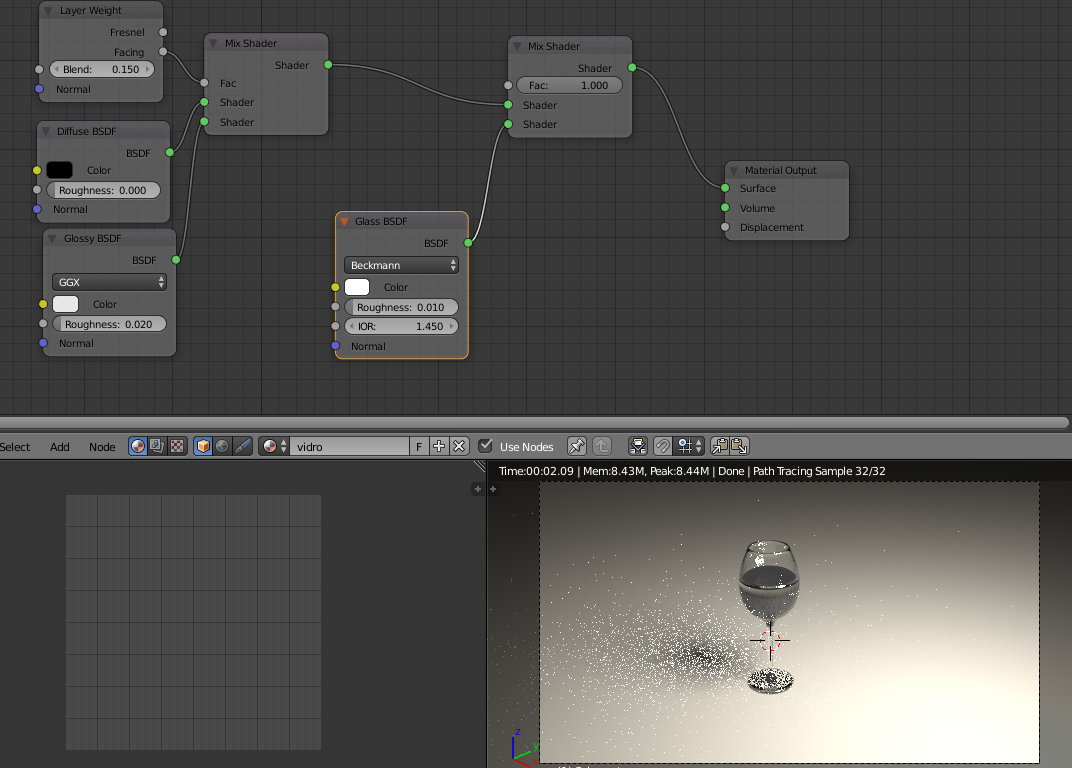 Layer Weight
Fresnel
Facing
Blend: 0.150
Normal
Mix Shader
Shader
Fac
Shader
Shader
Mix Shader
Shader
Fac: 1.000
Shader
Shader
Diffuse BSDF
BSDF
Color
Roughness: 0.000
Normal
Material Output
Surface
Volume
Displacement
Glossy BSDF
BSDF
GGX
Color
Roughness: 0.020
Normal
Glass BSDF
BSDF
Beckmann
Color
Roughness: 0.010
IOR: 1.450
Normal
Select Add Node vidro F Use Nodes
Time:00:02.09 | Mem:8.43M, Peak:8.44M | Done | Path Tracing Sample 32/32
z
y